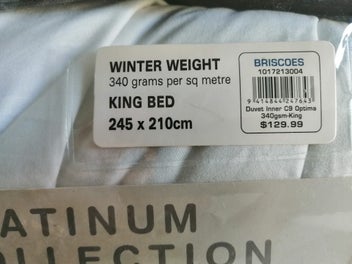 WINTER WEIGHT
340 grams per sq metre
KING BED
245 x 210cm
BRISCOES
1017213004
9 414844 247643
Duvet Inner C9 Optima
340gsm-King
$129.99
ATINUM
OLLECTION